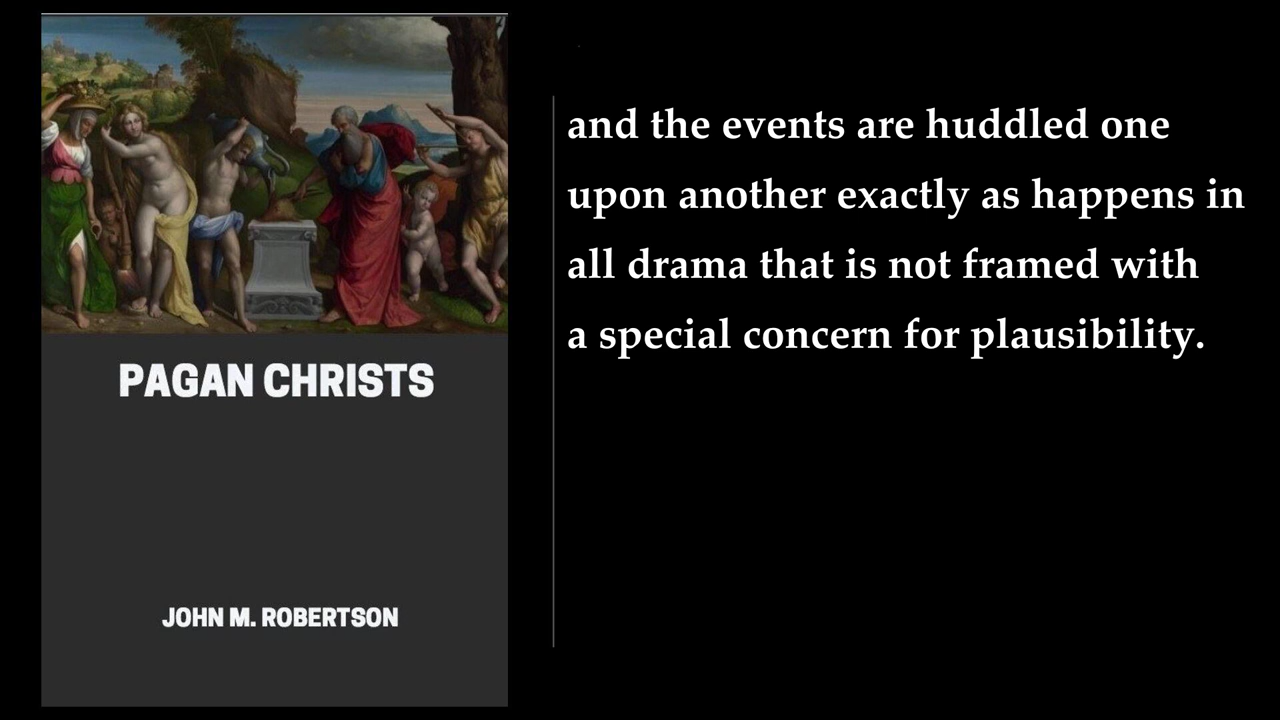 PAGAN CHRISTS
JOHN M. ROBERTSON
and the events are huddled one
upon another exactly as happens in
all drama that is not framed with
a special concern for plausibility.